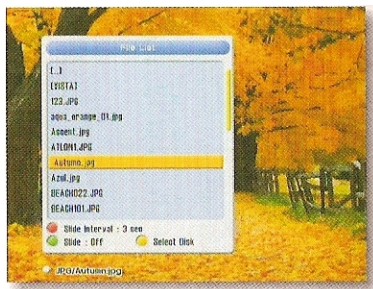 File List
[..]
[VISTA]
123.JPG
aqua_orange_01.jpg
Ascent.jpg
ATLON1.JPG
Autumn.jpg
Azul.jpg
BEACH022.JPG
BEACH101.JPG
Slide Interval : 3 sec
Slide : Off Select Disk
JPG/Autumn.jpg